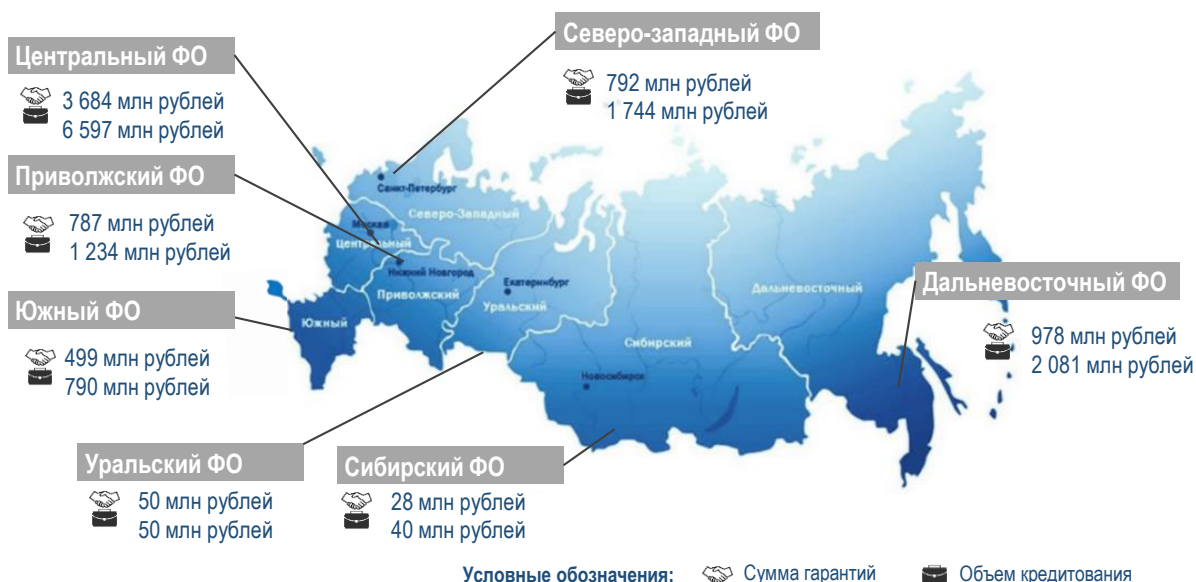 Центральный ФО
3 684 млн рублей
6 597 млн рублей
Северо-западный ФО
792 млн рублей
1 744 млн рублей
Приволжский ФО
787 млн рублей
1 234 млн рублей
Южный ФО
499 млн рублей
790 млн рублей
Дальневосточный ФО
978 млн рублей
2 081 млн рублей
Уральский ФО
50 млн рублей
50 млн рублей
Сибирский ФО
28 млн рублей
40 млн рублей
Санкт-Петербург
Северо-Западный
Москва
Центральный
Нижний Новгород
Приволжский
Екатеринбург
Уральский
Южный
Сибирский
Новосибирск
Дальневосточный
Условные обозначения: Сумма гарантий Объем кредитования